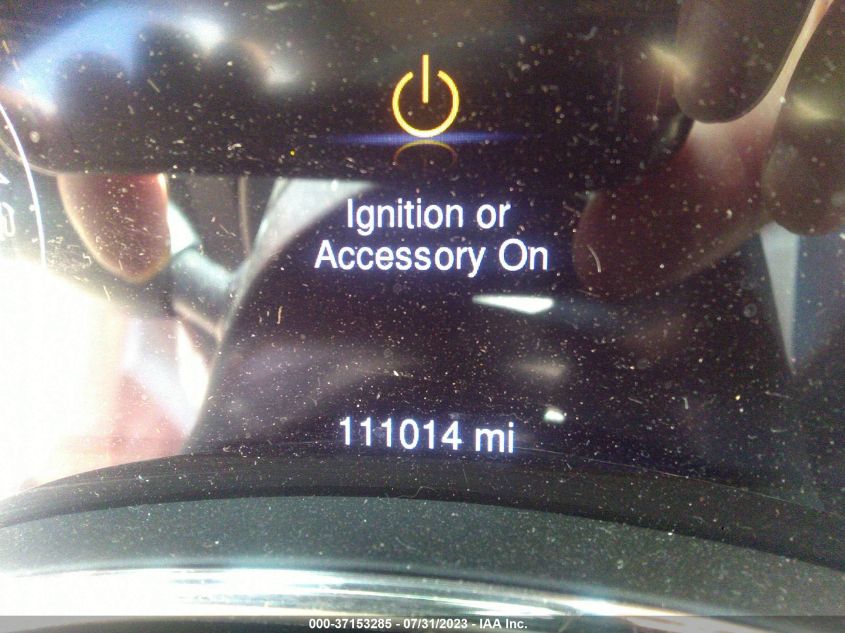 Ignition or
Accessory On
111014 mi
000-37153285 - 07/31/2023 - IAA Inc.